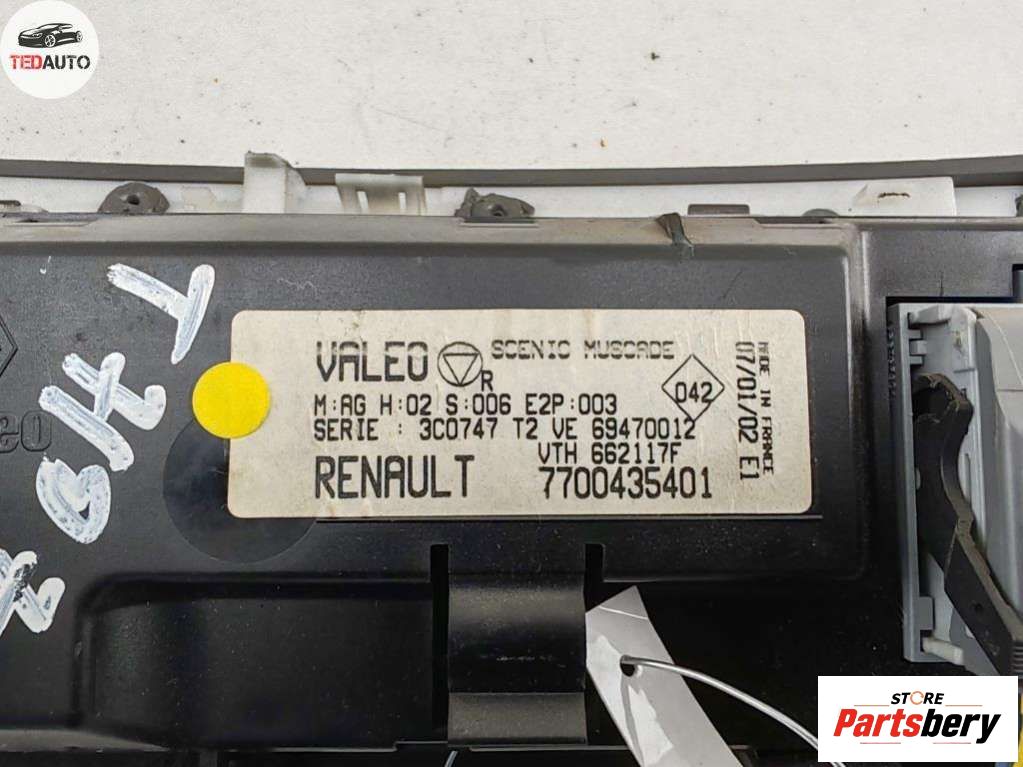 TEDAUTO
VALEO R SCENIC MUSCADE
M:AG H:02 S:006 E2P:003
042
SERIE : 3C0747 T2 VE 69470012
VTH 662117F
RENAULT 7700435401
MADE IN FRANCE
07/01/02 E1
STORE
Partsbery